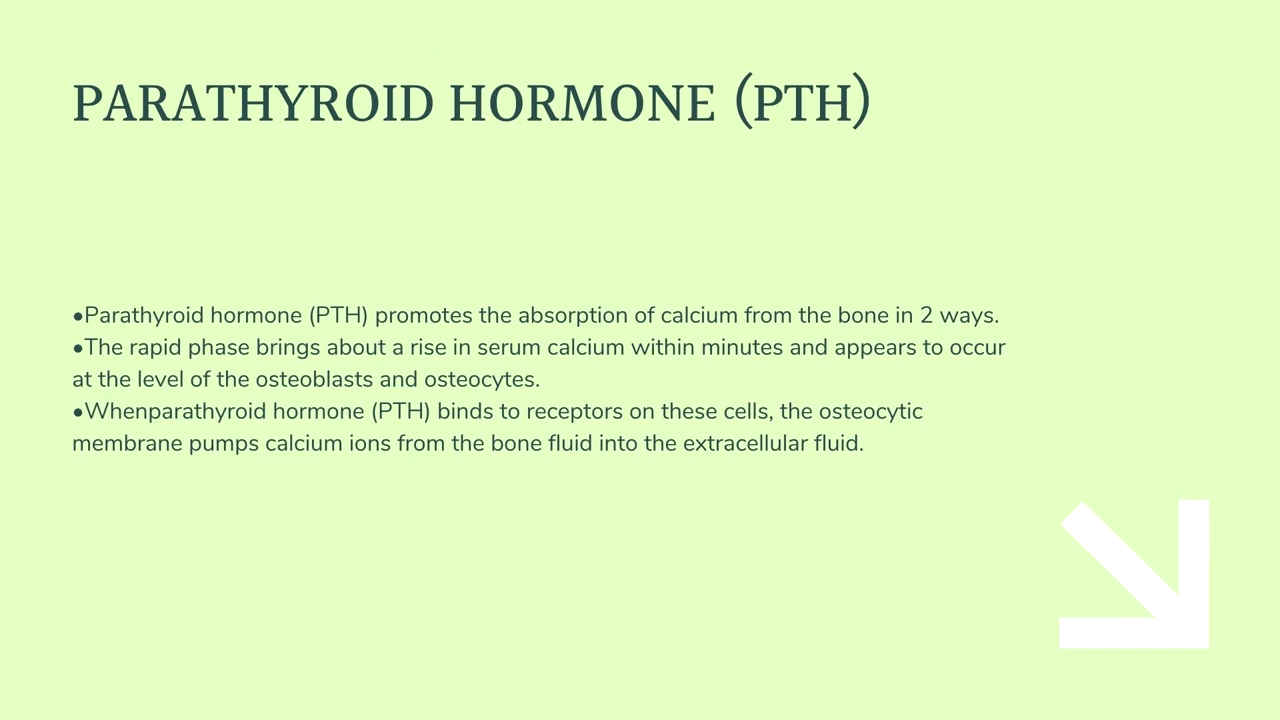 PARATHYROID HORMONE (PTH)
•Parathyroid hormone (PTH) promotes the absorption of calcium from the bone in 2 ways.
•The rapid phase brings about a rise in serum calcium within minutes and appears to occur
at the level of the osteoblasts and osteocytes.
•Whenparathyroid hormone (PTH) binds to receptors on these cells, the osteocytic
membrane pumps calcium ions from the bone fluid into the extracellular fluid.